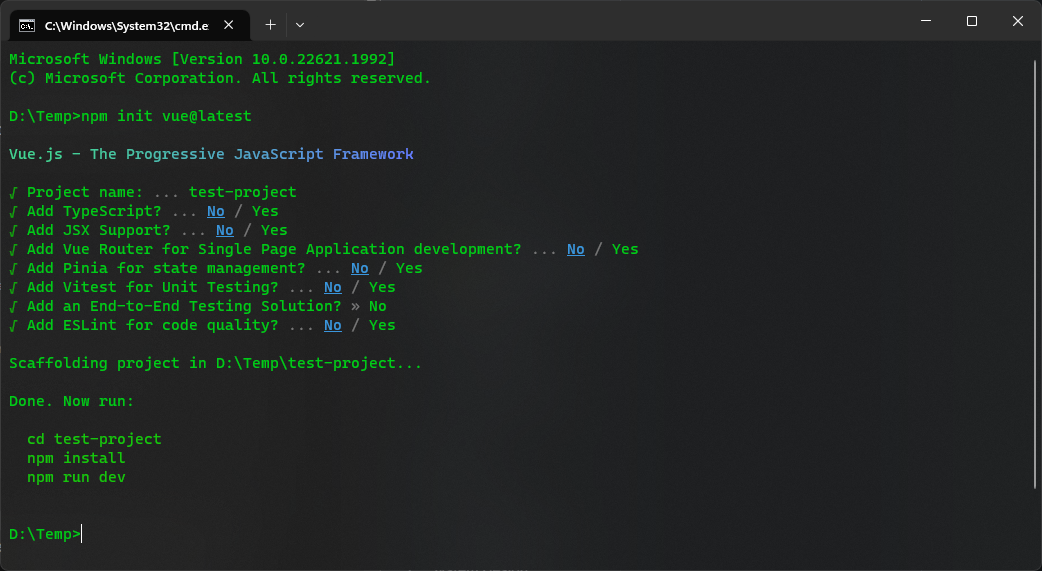 C:\Windows\System32\cmd.e
Microsoft Windows [Version 10.0.22621.1992]
(c) Microsoft Corporation. All rights reserved.
D:\Temp>npm init vue@latest
Vue.js - The Progressive JavaScript Framework
√ Project name: ... test-project
√ Add TypeScript? ... No / Yes
√ Add JSX Support? ... No / Yes
√ Add Vue Router for Single Page Application development? ... No / Yes
√ Add Pinia for state management? ... No / Yes
√ Add Vitest for Unit Testing? ... No / Yes
√ Add an End-to-End Testing Solution? » No
√ Add ESLint for code quality? ... No / Yes
Scaffolding project in D:\Temp\test-project...
Done. Now run:
cd test-project
npm install
npm run dev
D:\Temp>